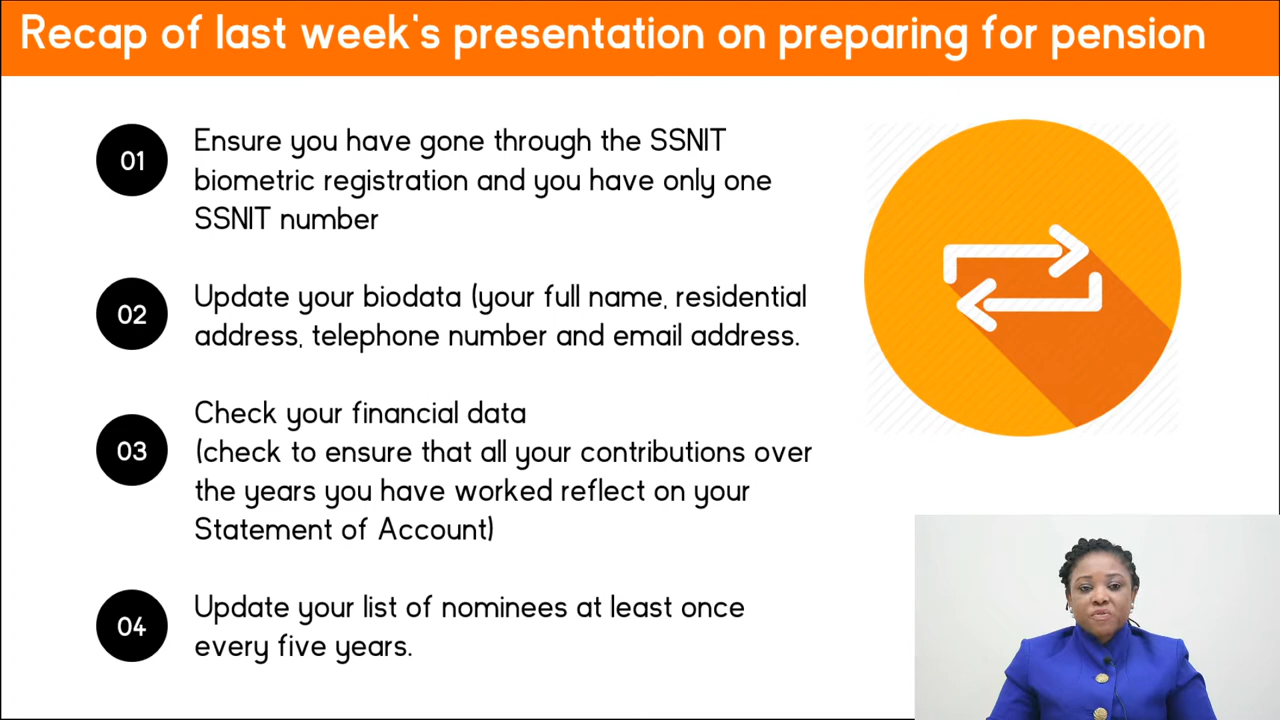 Recap of last week's presentation on preparing for pension
01
Ensure you have gone through the SSNIT
biometric registration and you have only one
SSNIT number
02
Update your biodata (your full name, residential
address, telephone number and email address.
03
Check your financial data
(check to ensure that all your contributions over
the years you have worked reflect on your
Statement of Account)
04
Update your list of nominees at least once
every five years.